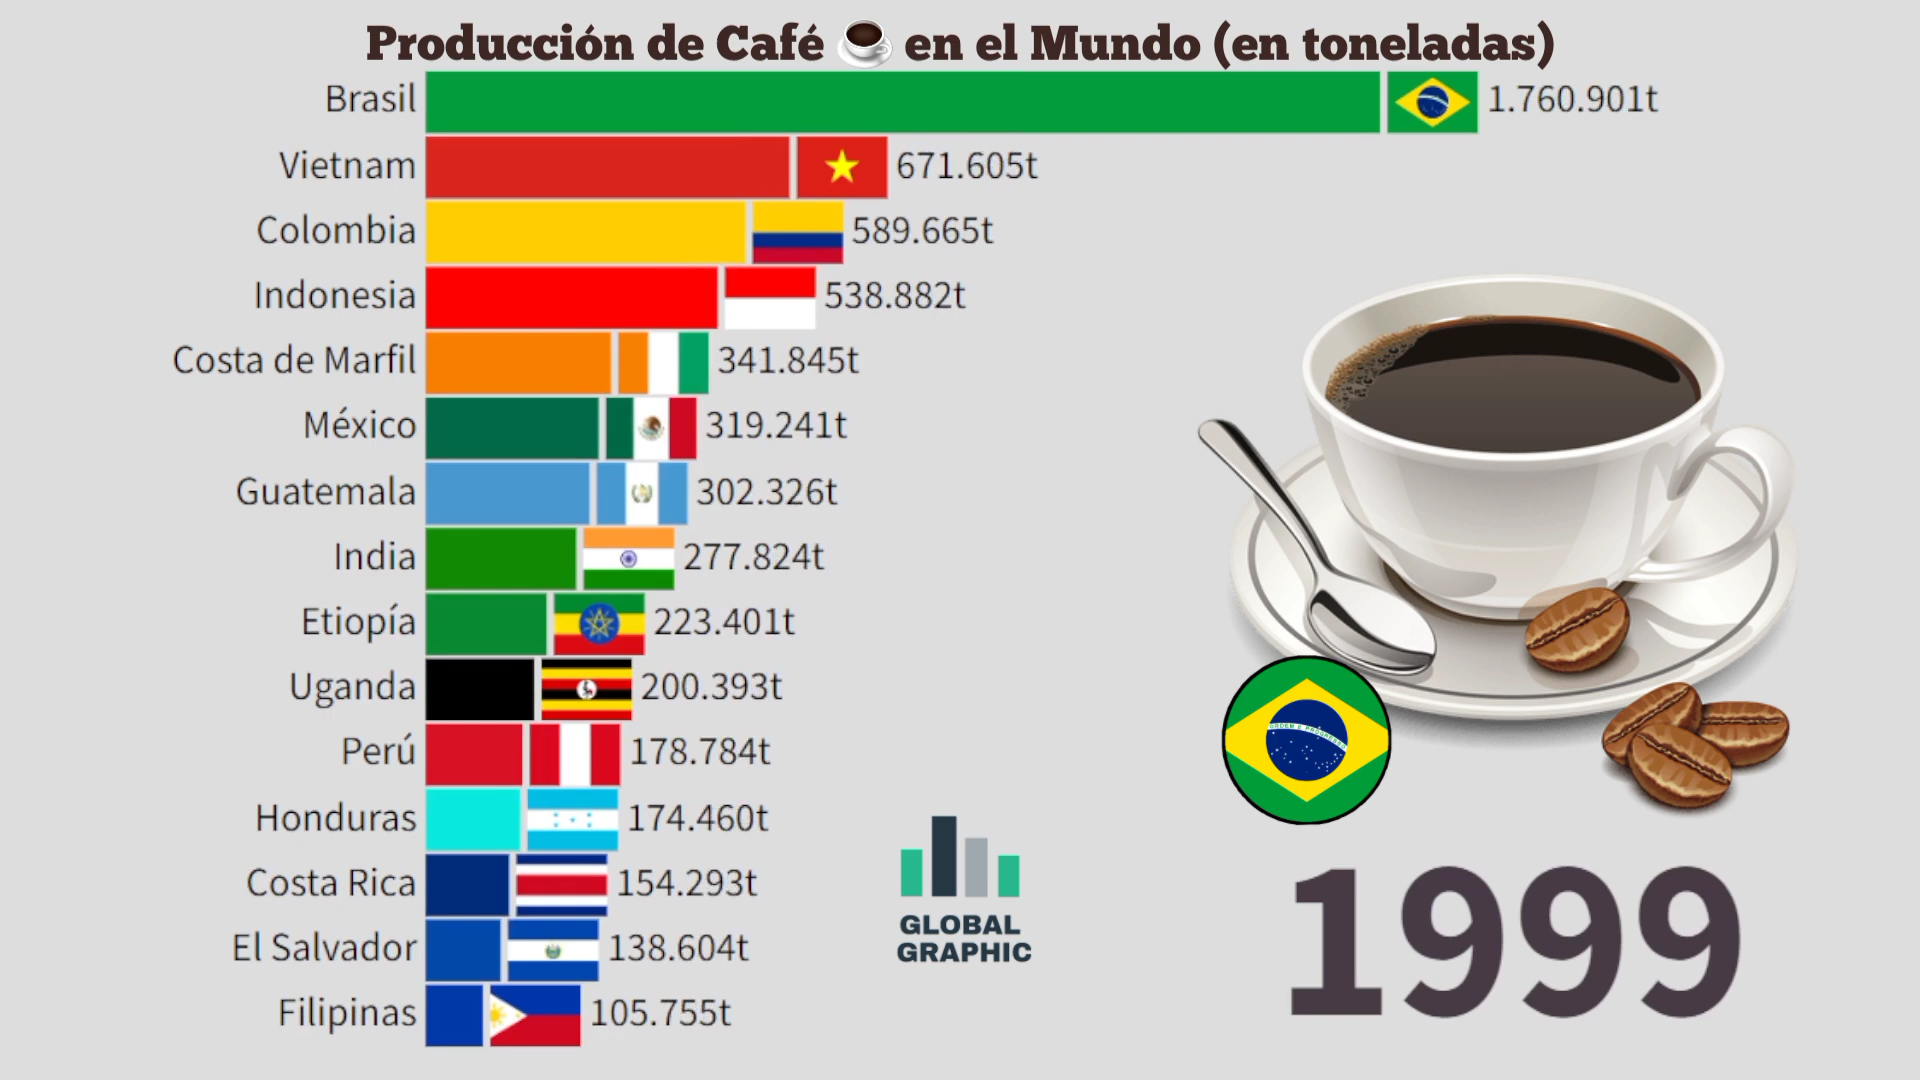 Producción de Café en el Mundo (en toneladas)
Brasil 1.760.901t
Vietnam 671.605t
Colombia 589.665t
Indonesia 538.882t
Costa de Marfil 341.845t
México 319.241t
Guatemala 302.326t
India 277.824t
Etiopía 223.401t
Uganda 200.393t
Perú 178.784t
Honduras 174.460t
Costa Rica 154.293t
El Salvador 138.604t
Filipinas 105.755t
GLOBAL
GRAPHIC
ORDEM E PROGRESSO
1999